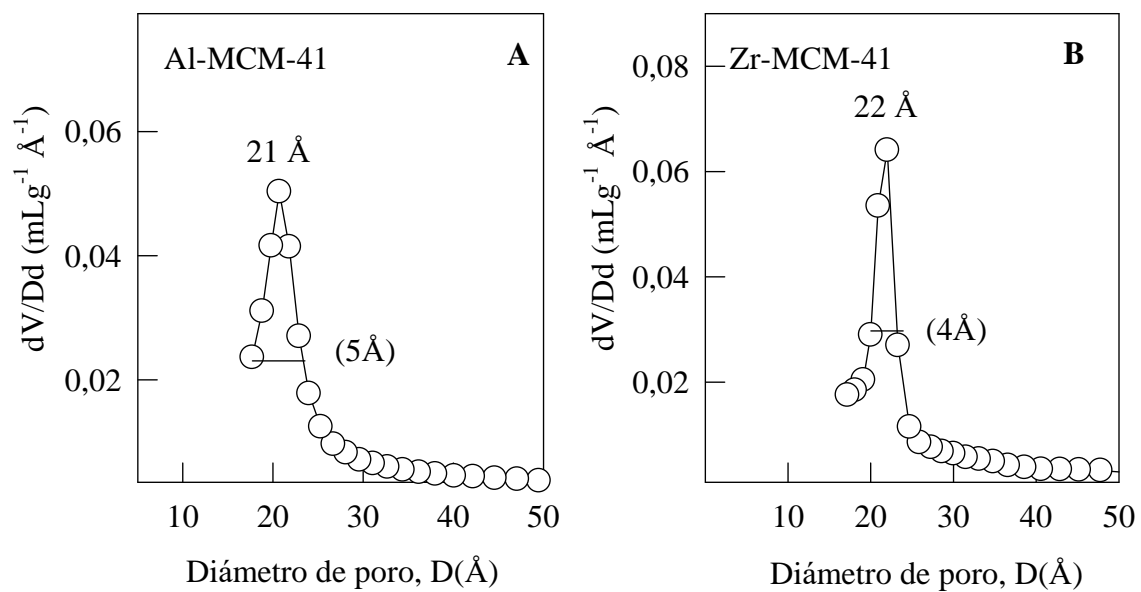 Al-MCM-41
A
21 Å
(5Å)
0,06
0,04
0,02
dV/Dd (mLg⁻¹ Å⁻¹)
10 20 30 40 50
Diámetro de poro, D(Å)
Zr-MCM-41
B
22 Å
(4Å)
0,08
0,06
0,04
0,02
dV/Dd (mLg⁻¹ Å⁻¹)
10 20 30 40 50
Diámetro de poro, D(Å)